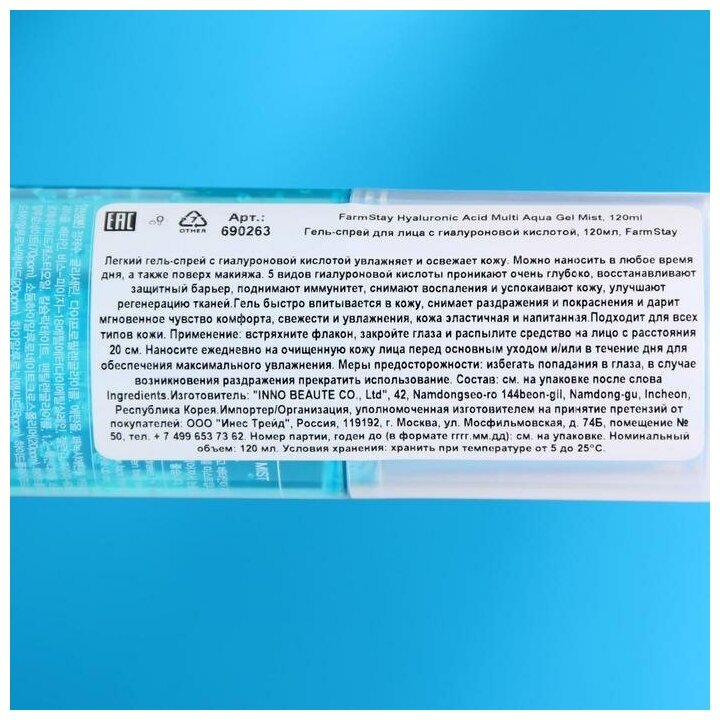 EAC
7
OTHER
Арт.:
690263
FarmStay Hyaluronic Acid Multi Aqua Gel Mist, 120ml
Гель-спрей для лица с гиалуроновой кислотой, 120мл, FarmStay
Легкий гель-спрей с гиалуроновой кислотой увлажняет и освежает кожу. Можно наносить в любое время
дня, а также поверх макияжа. 5 видов гиалуроновой кислоты проникают очень глубоко, восстанавливают
защитный барьер, поднимают иммунитет, снимают воспаления и успокаивают кожу, улучшают
регенерацию тканей.Гель быстро впитывается в кожу, снимает раздражения и покраснения и дарит
мгновенное чувство комфорта, свежести и увлажнения, кожа эластичная и напитанная.Подходит для всех
типов кожи. Применение: встряхните флакон, закройте глаза и распылите средство на лицо с расстояния
20 см. Наносите ежедневно на очищенную кожу лица перед основным уходом и/или в течение дня для
обеспечения максимального увлажнения. Меры предосторожности: избегать попадания в глаза, в случае
возникновения раздражения прекратить использование. Состав: см. на упаковке после слова
Ingredients.Изготовитель: "INNO BEAUTE CO., Ltd", 42, Namdongseo-ro 144beon-gil, Namdong-gu, Incheon,
Республика Корея.Импортер/Организация, уполномоченная изготовителем на принятие претензий от
покупателей: ООО "Инес Трейд", Россия, 119192, г. Москва, ул. Мосфильмовская, д. 74Б, помещение №
50, тел. + 7 499 653 73 62. Номер партии, годен до (в формате гггг.мм.дд): см. на упаковке. Номинальный
объем: 120 мл. Условия хранения: хранить при температуре от 5 до 25°C.
MIST